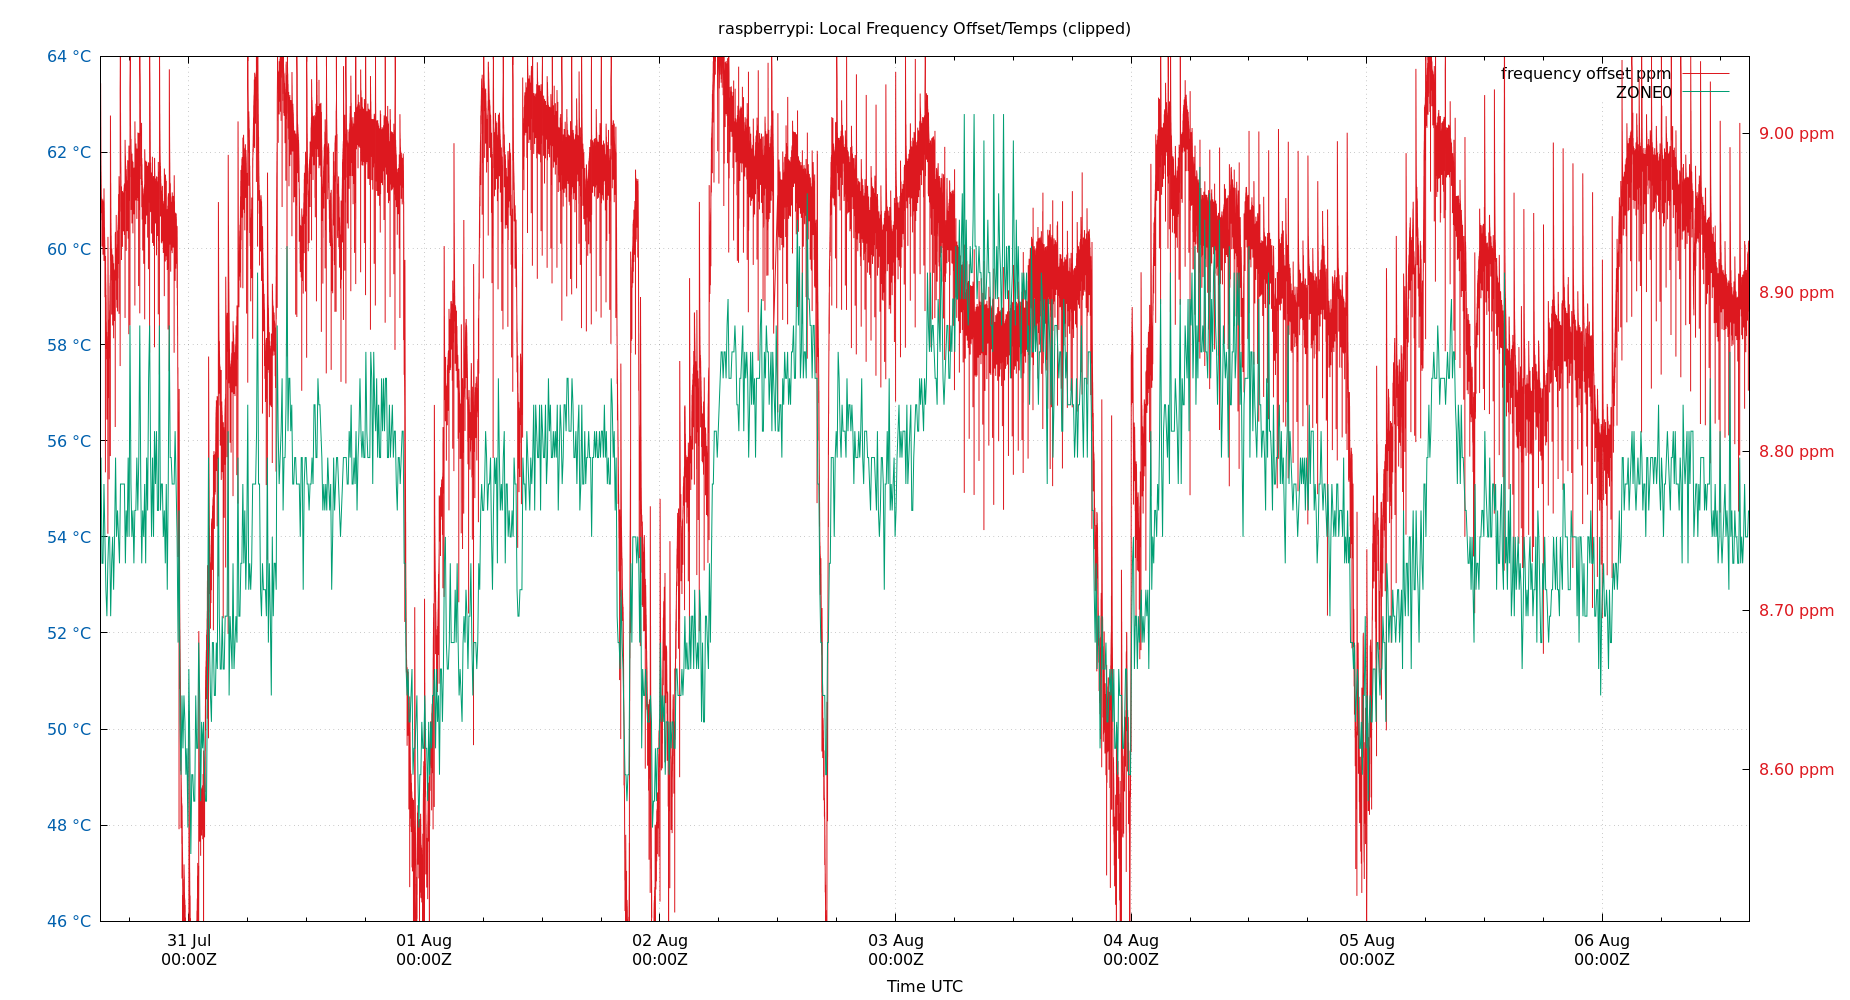 raspberrypi: Local Frequency Offset/Temps (clipped)
64 °C
62 °C
60 °C
58 °C
56 °C
54 °C
52 °C
50 °C
48 °C
46 °C
frequency offset ppm
ZONE0
9.00 ppm
8.90 ppm
8.80 ppm
8.70 ppm
8.60 ppm
31 Jul
00:00Z
01 Aug
00:00Z
02 Aug
00:00Z
03 Aug
00:00Z
04 Aug
00:00Z
05 Aug
00:00Z
06 Aug
00:00Z
Time UTC